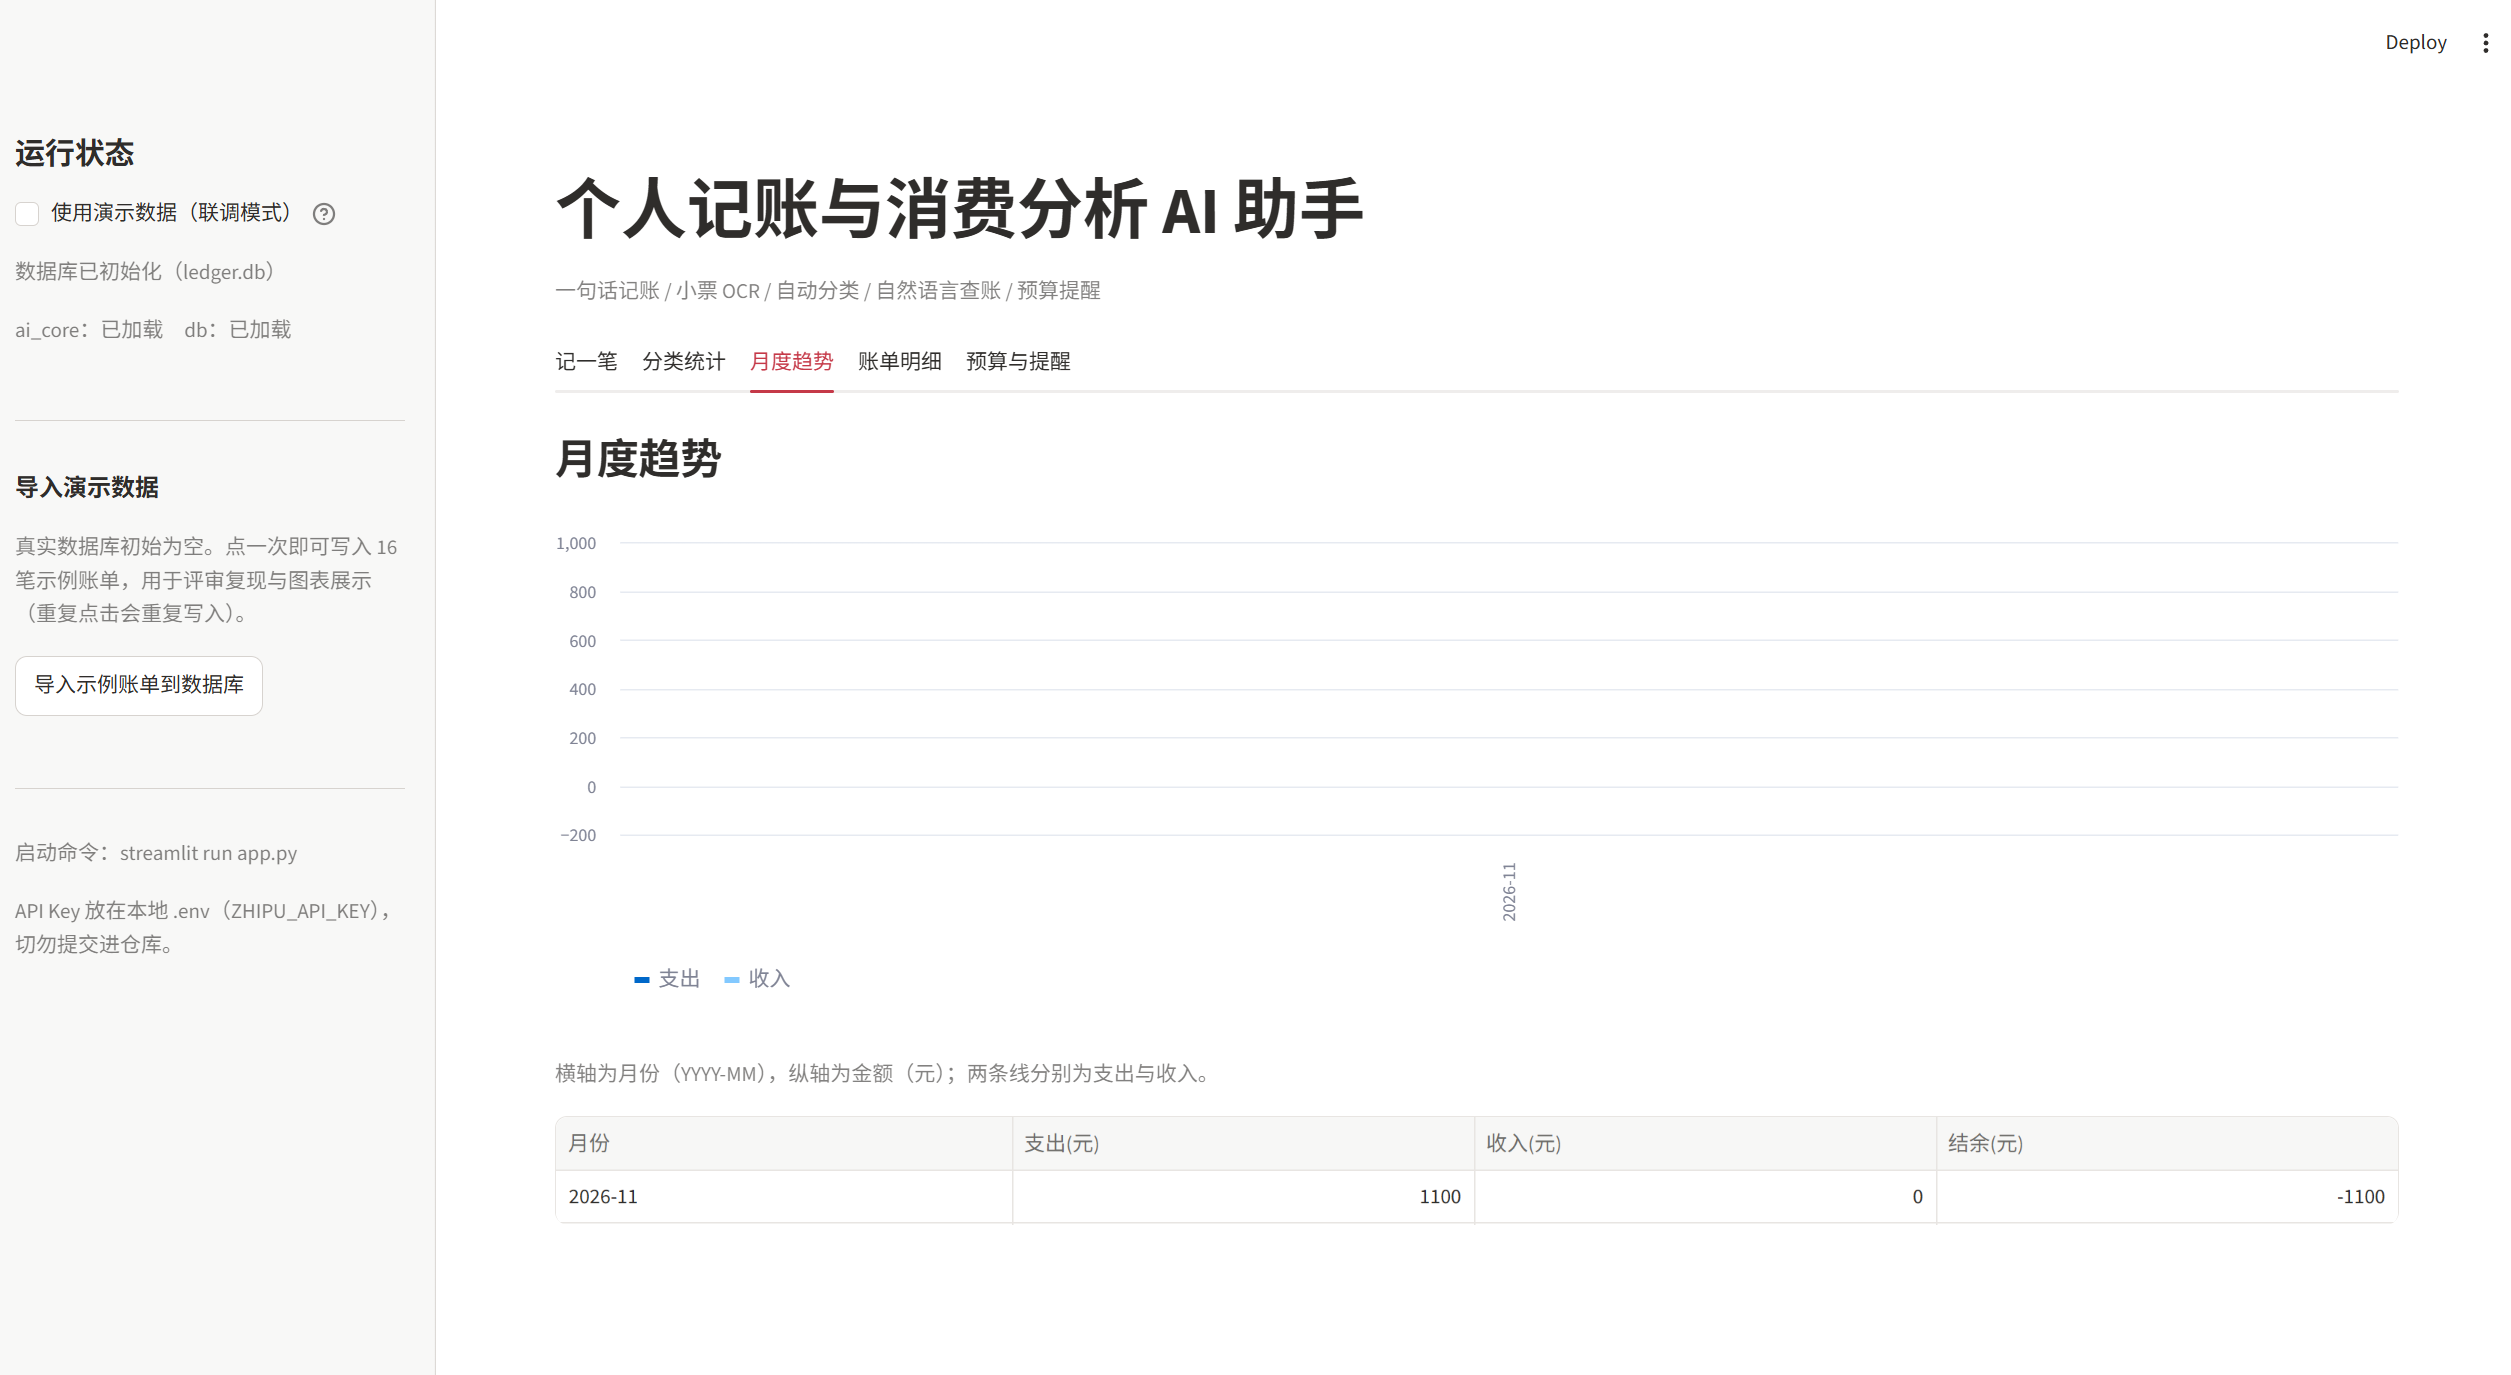 Deploy
运行状态
使用演示数据（联调模式）
数据库已初始化（ledger.db）
ai_core：已加载 db：已加载
导入演示数据
真实数据库初始为空。点一次即可写入 16
笔示例账单，用于评审复现与图表展示
（重复点击会重复写入）。
导入示例账单到数据库
启动命令：streamlit run app.py
API Key 放在本地 .env（ZHIPU_API_KEY），
切勿提交进仓库。
个人记账与消费分析 AI 助手
一句话记账 / 小票 OCR / 自动分类 / 自然语言查账 / 预算提醒
记一笔 分类统计 月度趋势 账单明细 预算与提醒
月度趋势
1,000
800
600
400
200
0
−200
2026-11
支出 收入
横轴为月份（YYYY-MM），纵轴为金额（元）；两条线分别为支出与收入。
月份 支出(元) 收入(元) 结余(元)
2026-11 1100 0 -1100